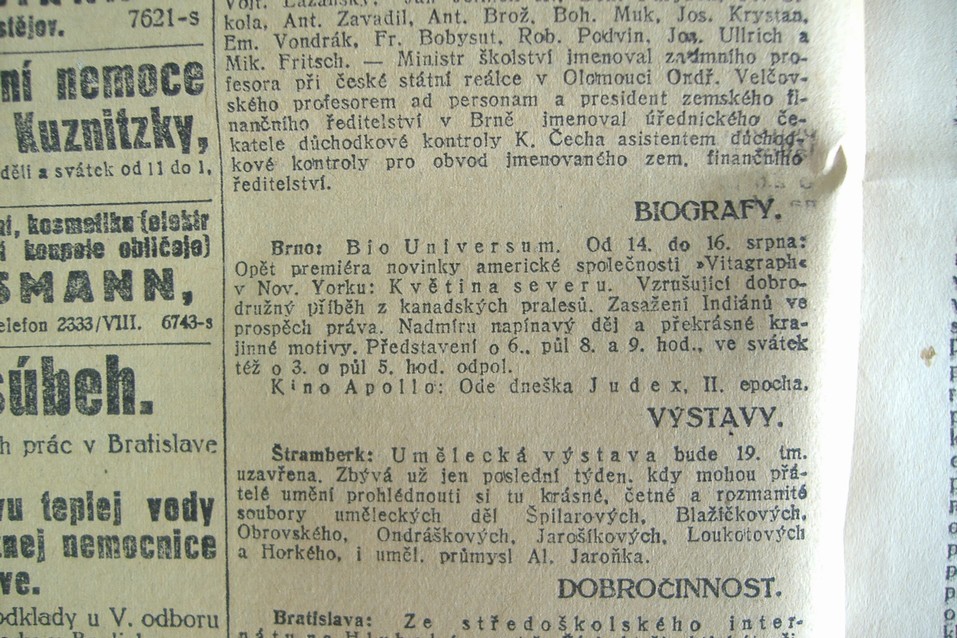 7621-S
stějov.
ní nemoce
Kuznitzky,
děli a svátek od 11 do 1,
ní, kosmetika (elektr
koupele obličaje)
SMANN,
elefon 2333/VIII. 6743-s
súbeh.
h prác v Bratislave
vu teplej vody
nej nemocnice
ve.
odklady u V. odboru
kola, Ant. Zavadil, Ant. Brož, Boh. Muk, Jos. Krystan,
Em. Vondrák, Fr. Bobysut, Rob. Podvin, Jos. Ullrich a
Mik. Fritsch. — Ministr školství jmenoval zatímního pro-
fesora při české státní reálce v Olomouci Ondř. Velčov-
ského profesorem ad personam a president zemského fi-
nančního ředitelství v Brně jmenoval úřednického če-
katele důchodkové kontroly K. Čecha asistentem důchod-
kové kontroly pro obvod jmenovaného zem. finančního
ředitelství.
BIOGRAFY.
Brno: Bio Universum. Od 14. do 16. srpna:
Opět premiéra novinky americké společnosti »Vitagraph«
v Nov. Yorku: Květina severu. Vzrušující dobro-
družný příběh z kanadských pralesů. Zasažení Indiánů ve
prospěch práva. Nadmíru napínavý děj a překrásné kra-
jinné motivy. Představení o 6., půl 8. a 9. hod., ve svátek
též o 3. a půl 5. hod. odpol.
Kino Apollo: Ode dneška Judex, II. epocha.
VÝSTAVY.
Štramberk: Umělecká výstava bude 19. tm.
uzavřena. Zbývá už jen poslední týden, kdy mohou přá-
telé umění prohlédnouti si tu krásné, četné a rozmanité
soubory uměleckých děl Špilarových, Blažíčkových,
Obrovského, Ondráškových, Jarošíkových, Loukotových
a Horkého, i uměl. průmysl Al. Jaroňka.
DOBROČINNOST.
Bratislava: Ze středoškolského inter-